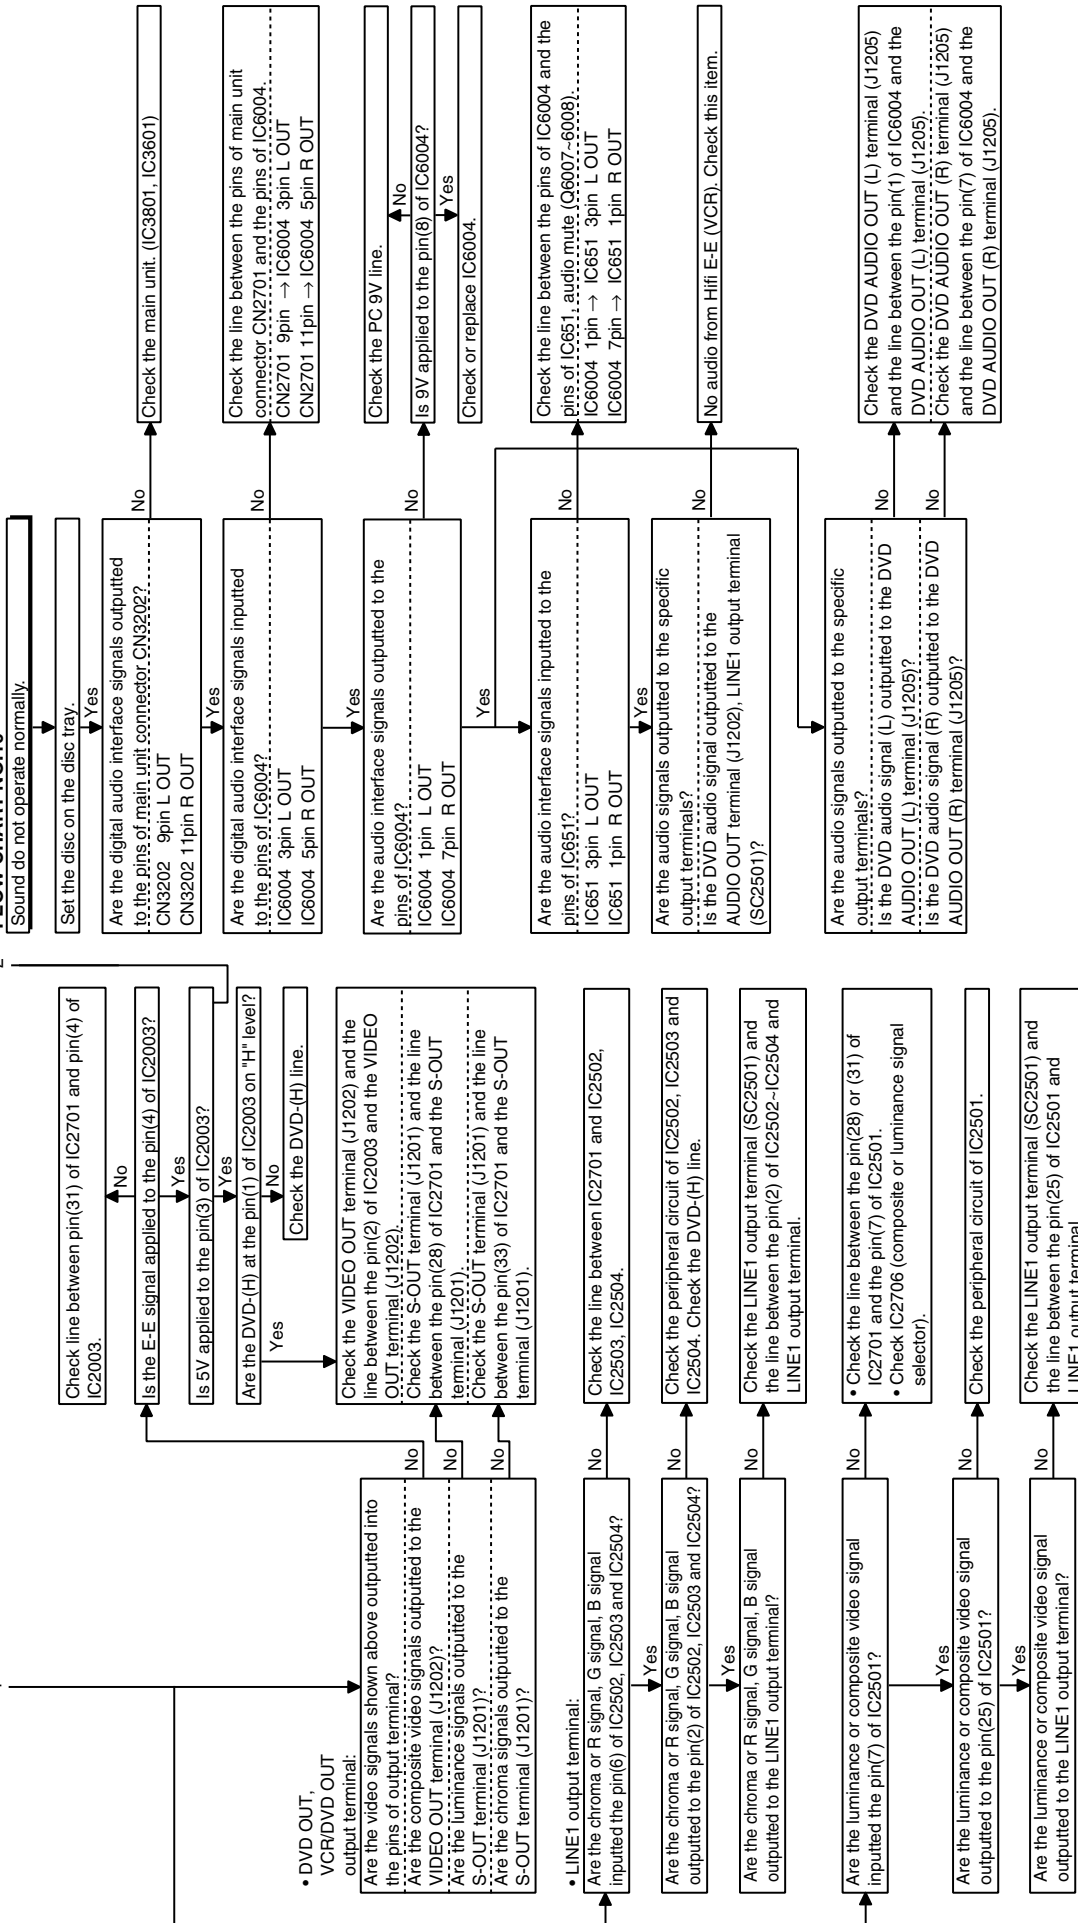 Sound do not operate normally.
Set the disc on the disc tray.
Yes
Are the digital audio interface signals outputted
to the pins of main unit connector CN3202?
CN3202 9pin L OUT
CN3202 11pin R OUT
No
Check the main unit. (IC3801, IC3601)
Yes
Are the digital audio interface signals inputted
to the pins of IC6004?
IC6004 3pin L OUT
IC6004 5pin R OUT
No
Check the line between the pins of main unit
connector CN2701 and the pins of IC6004.
CN2701 9pin → IC6004 3pin L OUT
CN2701 11pin → IC6004 5pin R OUT
Yes
Are the audio interface signals outputted to the
pins of IC6004?
IC6004 1pin L OUT
IC6004 7pin R OUT
No
Check the PC 9V line.
No
Is 9V applied to the pin(8) of IC6004?
Yes
Check or replace IC6004.
Yes
Are the audio interface signals inputted to the
pins of IC651?
IC651 3pin L OUT
IC651 1pin R OUT
No
Check the line between the pins of IC6004 and the
pins of IC651, audio mute (Q6007~6008).
IC6004 1pin → IC651 3pin L OUT
IC6004 7pin → IC651 1pin R OUT
Yes
Are the audio signals outputted to the specific
output terminals?
Is the DVD audio signal outputted to the
AUDIO OUT terminal (J1202), LINE1 output terminal
(SC2501)?
No
No audio from Hifi E-E (VCR). Check this item.
Are the audio signals outputted to the specific
output terminals?
Is the DVD audio signal (L) outputted to the DVD
AUDIO OUT (L) terminal (J1205)?
Is the DVD audio signal (R) outputted to the DVD
AUDIO OUT (R) terminal (J1205)?
No
No
Check the DVD AUDIO OUT (L) terminal (J1205)
and the line between the pin(1) of IC6004 and the
DVD AUDIO OUT (L) terminal (J1205).
Check the DVD AUDIO OUT (R) terminal (J1205)
and the line between the pin(7) of IC6004 and the
DVD AUDIO OUT (R) terminal (J1205).
Check line between pin(31) of IC2701 and pin(4) of
IC2003.
No
Is the E-E signal applied to the pin(4) of IC2003?
Yes
Is 5V applied to the pin(3) of IC2003?
Yes
Are the DVD-(H) at the pin(1) of IC2003 on "H" level?
No
Check the DVD-(H) line.
Yes
• DVD OUT,
VCR/DVD OUT
output terminal:
Are the video signals shown above outputted into
the pins of output terminal?
Are the composite video signals outputted to the
VIDEO OUT terminal (J1202)?
Are the luminance signals outputted to the
S-OUT terminal (J1201)?
Are the chroma signals outputted to the
S-OUT terminal (J1201)?
No
No
No
Check the VIDEO OUT terminal (J1202) and the
line between the pin(2) of IC2003 and the VIDEO
OUT terminal (J1202).
Check the S-OUT terminal (J1201) and the line
between the pin(28) of IC2701 and the S-OUT
terminal (J1201).
Check the S-OUT terminal (J1201) and the line
between the pin(33) of IC2701 and the S-OUT
terminal (J1201).
• LINE1 output terminal:
Are the chroma or R signal, G signal, B signal
inputted the pin(6) of IC2502, IC2503 and IC2504?
No
Check the line between IC2701 and IC2502,
IC2503, IC2504.
Yes
Are the chroma or R signal, G signal, B signal
outputted to the pin(2) of IC2502, IC2503 and IC2504?
No
Check the peripheral circuit of IC2502, IC2503 and
IC2504. Check the DVD-(H) line.
Yes
Are the chroma or R signal, G signal, B signal
outputted to the LINE1 output terminal?
No
Check the LINE1 output terminal (SC2501) and
the line between the pin(2) of IC2502~IC2504 and
LINE1 output terminal.
Are the luminance or composite video signal
inputted the pin(7) of IC2501?
No
• Check the line between the pin(28) or (31) of
IC2701 and the pin(7) of IC2501.
• Check IC2706 (composite or luminance signal
selector).
Yes
Are the luminance or composite video signal
outputted to the pin(25) of IC2501?
No
Check the peripheral circuit of IC2501.
Yes
Are the luminance or composite video signal
outputted to the LINE1 output terminal?
No
Check the LINE1 output terminal (SC2501) and
the line between the pin(25) of IC2501 and
LINE1 output terminal